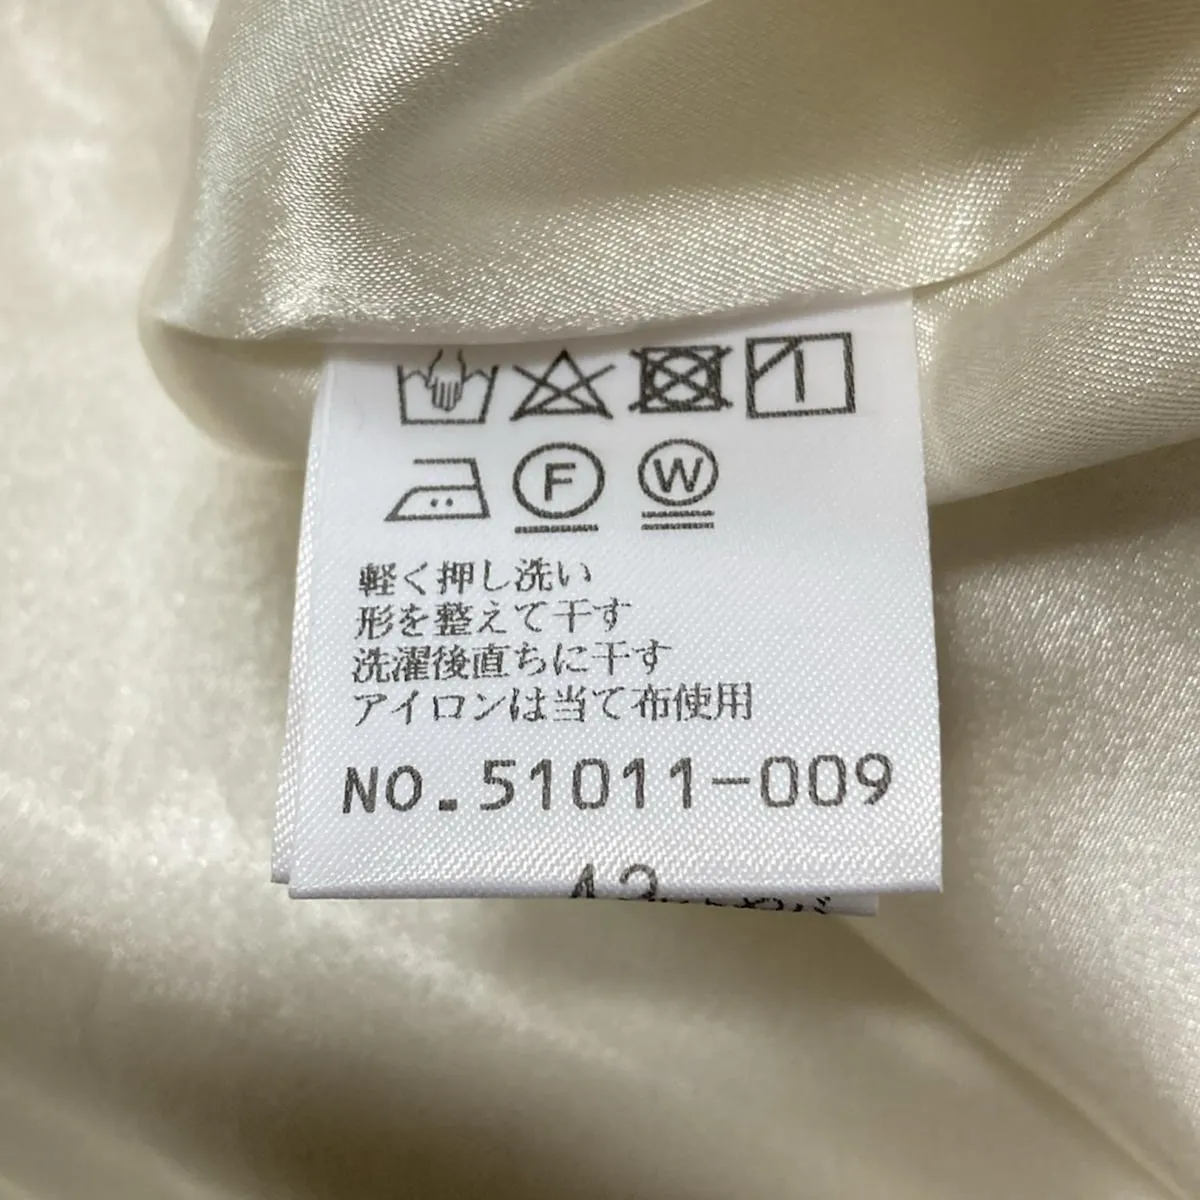 F W
軽く押し洗い
形を整えて干す
洗濯後直ちに干す
アイロンは当て布使用
NO.51011-009